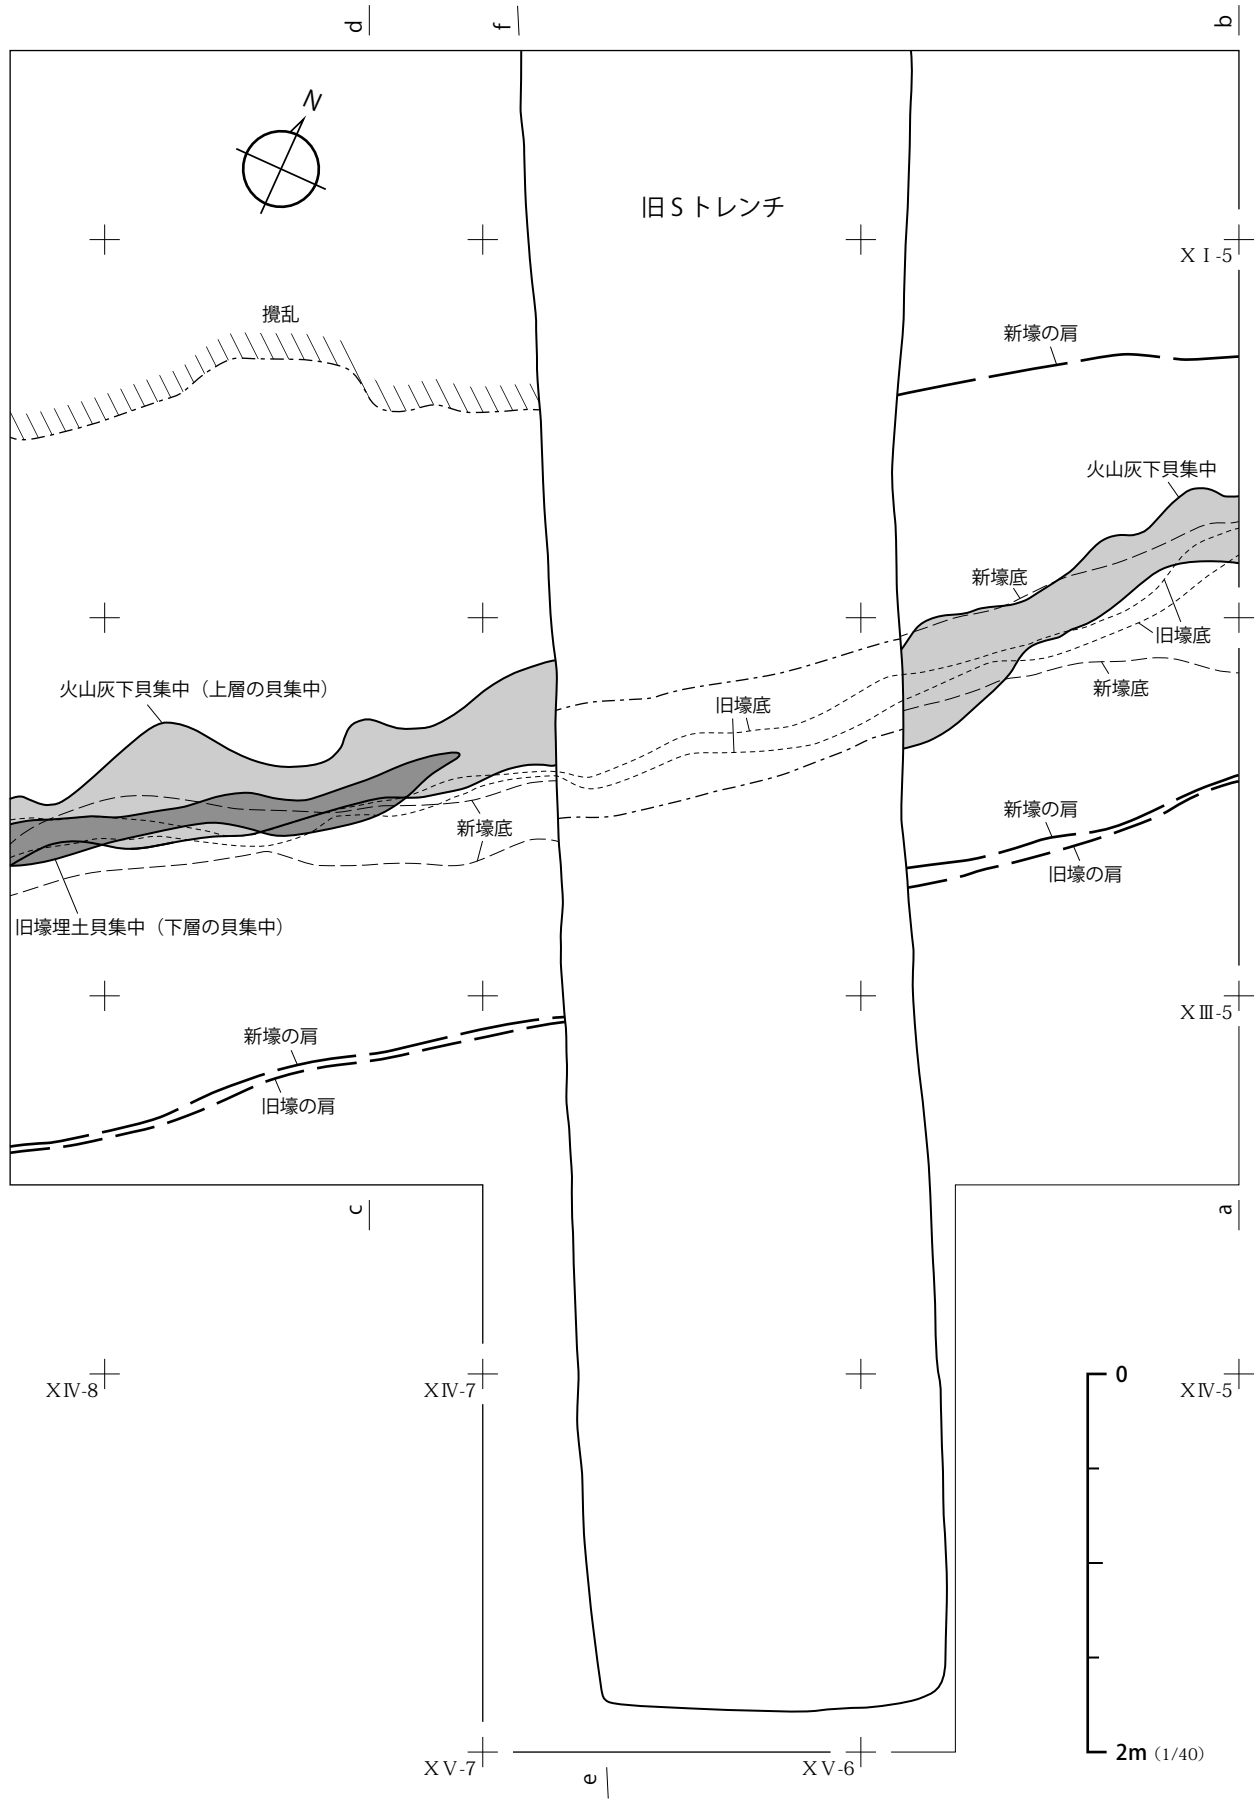 d
f
b
N
旧Sトレンチ
ⅩⅠ-5
攪乱
新壕の肩
火山灰下貝集中
新壕底
旧壕底
新壕底
火山灰下貝集中（上層の貝集中）
旧壕底
新壕底
新壕の肩
旧壕の肩
旧壕埋土貝集中（下層の貝集中）
ⅩⅢ-5
新壕の肩
旧壕の肩
c
a
0
ⅩⅣ-8
ⅩⅣ-7
ⅩⅣ-5
2m（1/40）
ⅩⅤ-7
ⅩⅤ-6
e